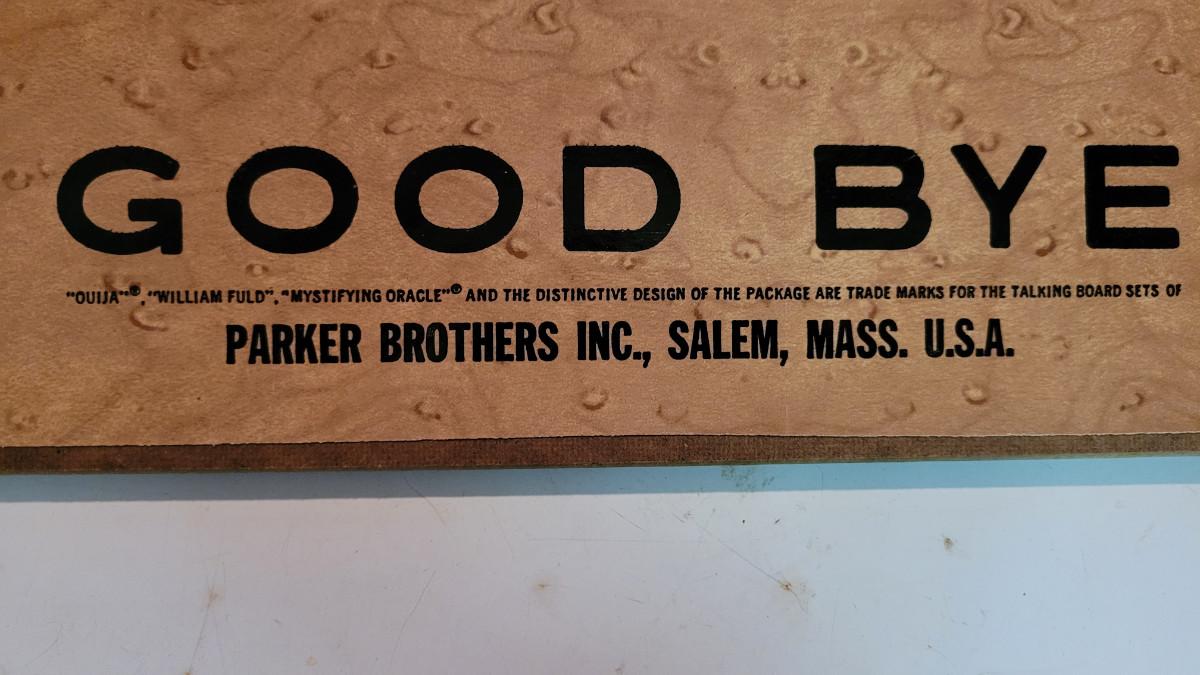 GOOD BYE
"OUIJA"®, "WILLIAM FULD", "MYSTIFYING ORACLE"® AND THE DISTINCTIVE DESIGN OF THE PACKAGE ARE TRADE MARKS FOR THE TALKING BOARD SETS OF
PARKER BROTHERS INC., SALEM, MASS. U.S.A.